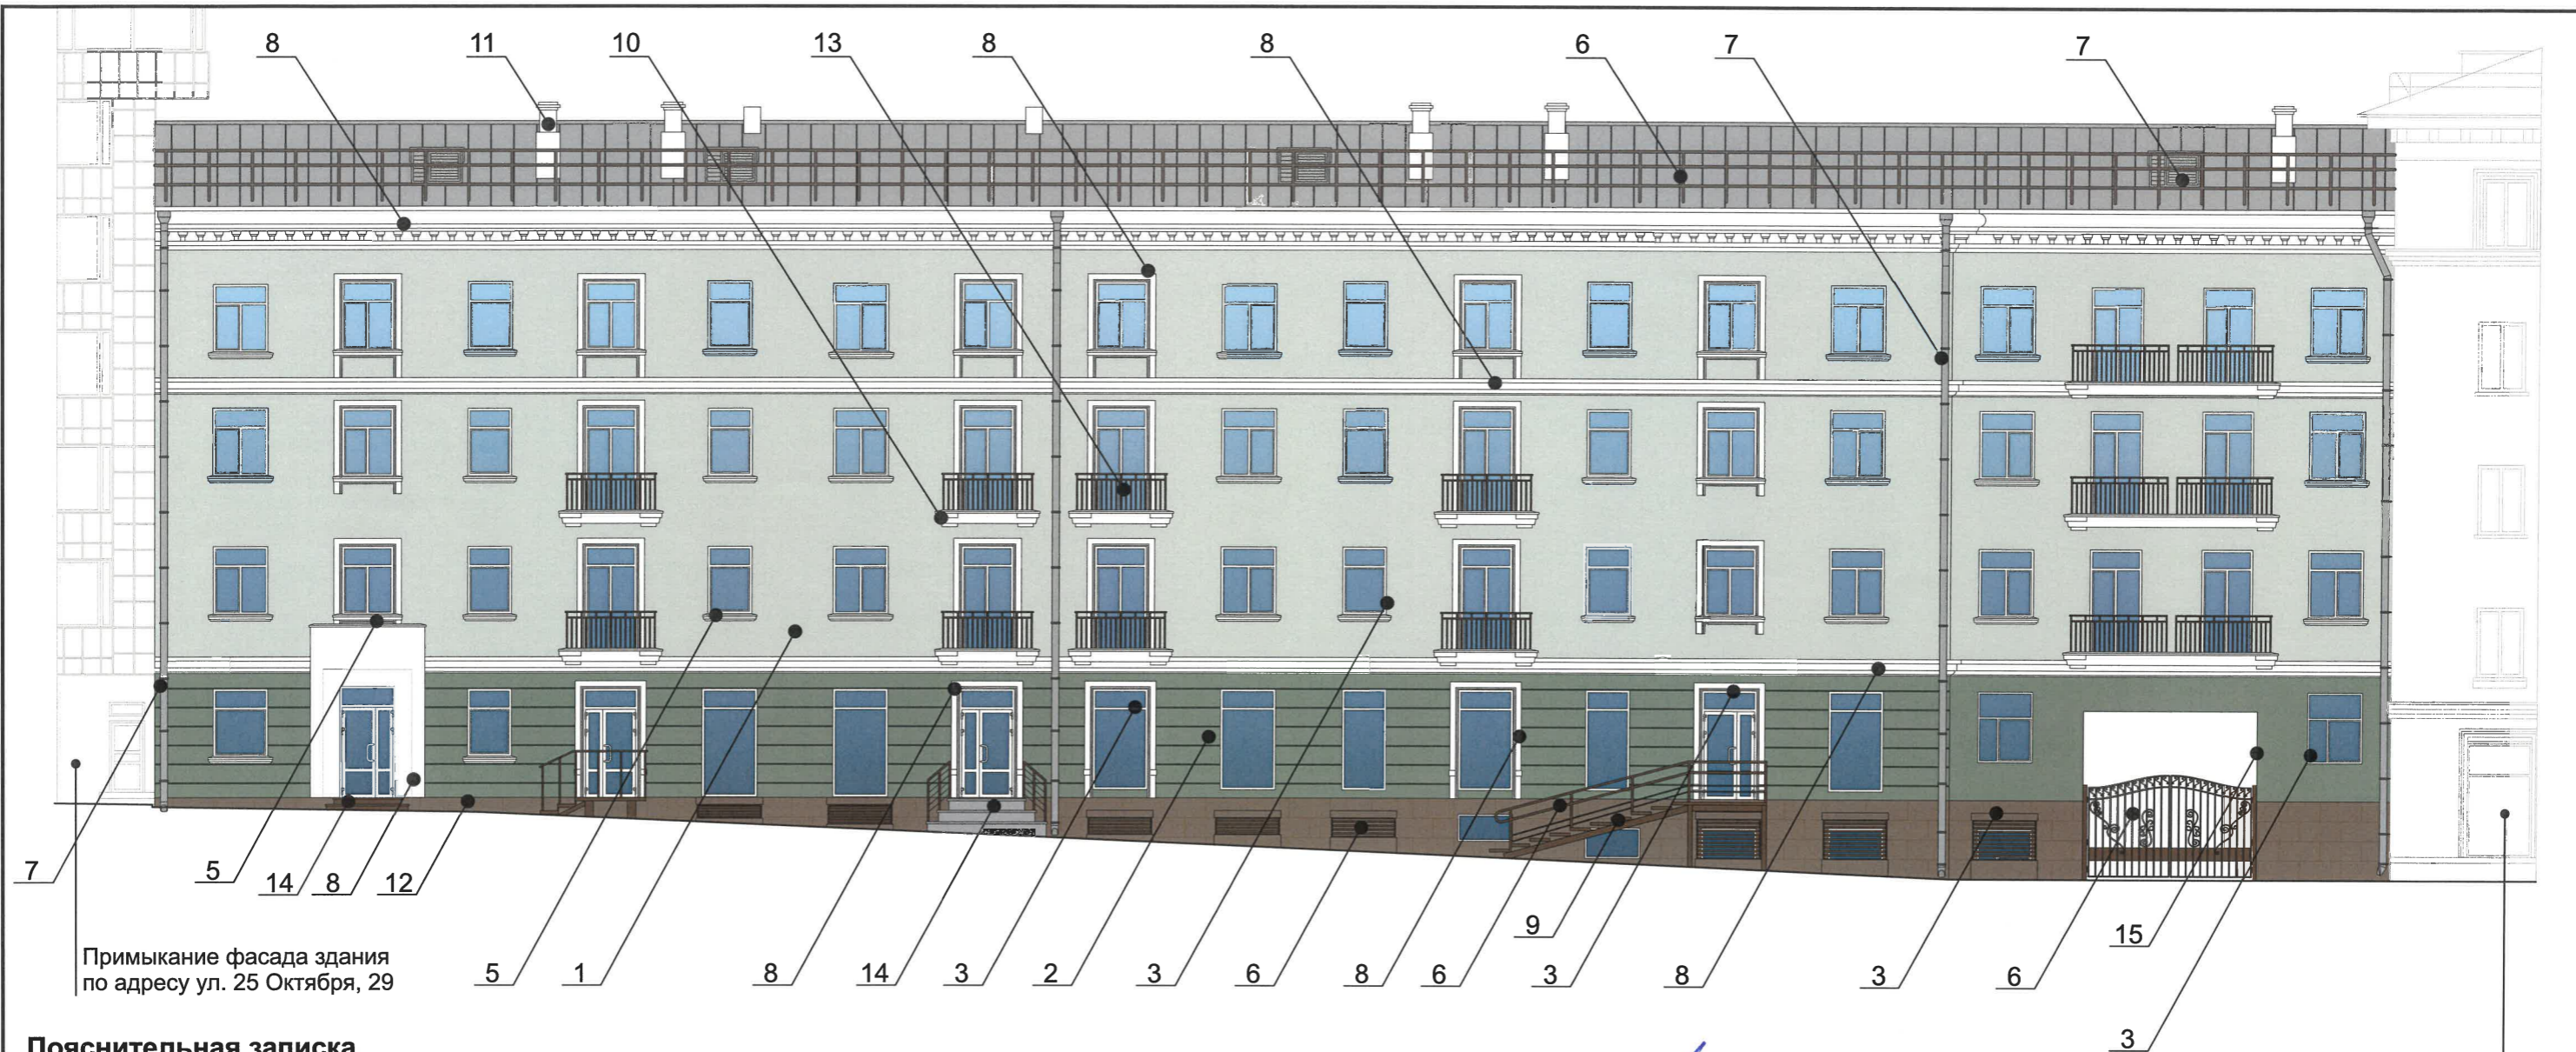 8 11 10 13 8 8 6 7 7
7 5 14 8 12
9 15
Примыкание фасада здания
по адресу ул. 25 Октября, 29
5 1 8 14 3 2 3 6 8 6 3 8 3 6
3
Пояснительная записка